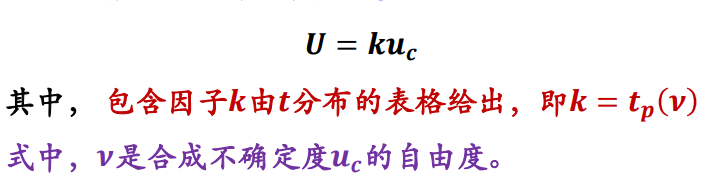 U = ku_c
其中， 包含因子k由t分布的表格给出，即k = t_p(ν)
式中，ν是合成不确定度u_c的自由度。